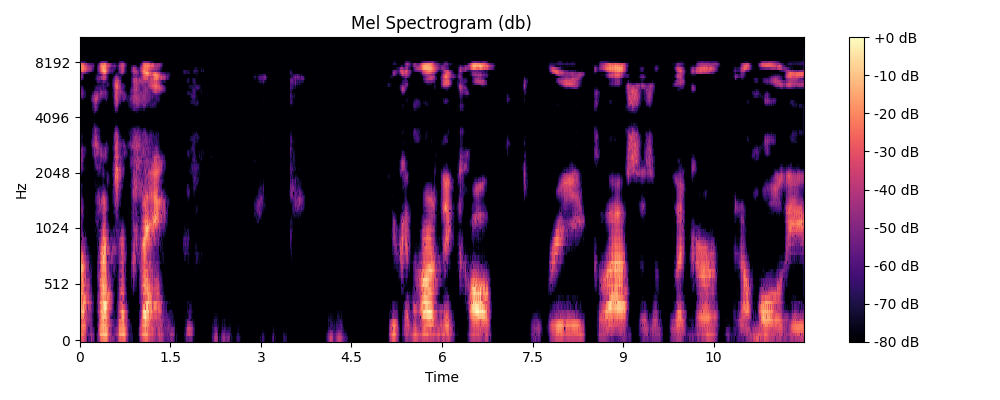 Mel Spectrogram (db)
8192
4096
2048
1024
512
0
Hz
0 1.5 3 4.5 6 7.5 9 10
Time
+0 dB
-10 dB
-20 dB
-30 dB
-40 dB
-50 dB
-60 dB
-70 dB
-80 dB